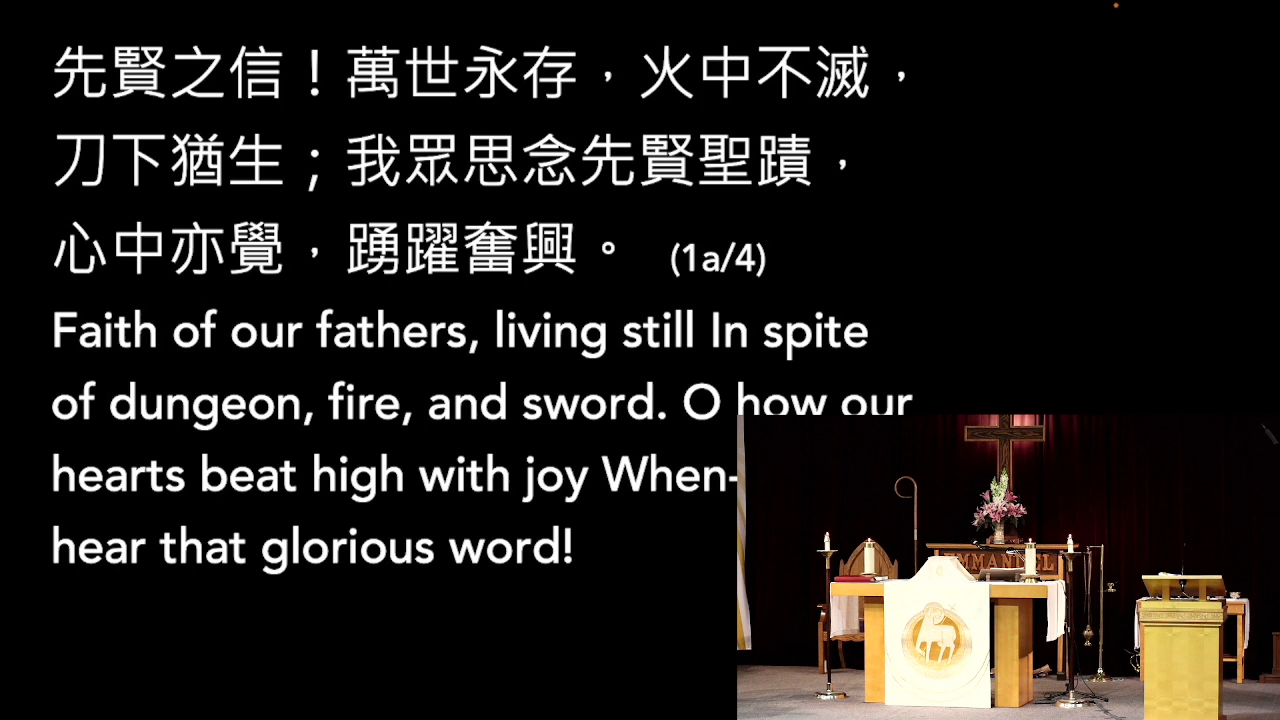 先賢之信！萬世永存，火中不滅，
刀下猶生；我眾思念先賢聖蹟，
心中亦覺，踴躍奮興。 (1a/4)
Faith of our fathers, living still In spite
of dungeon, fire, and sword. O how our
hearts beat high with joy When-
hear that glorious word!
EMMANUEL